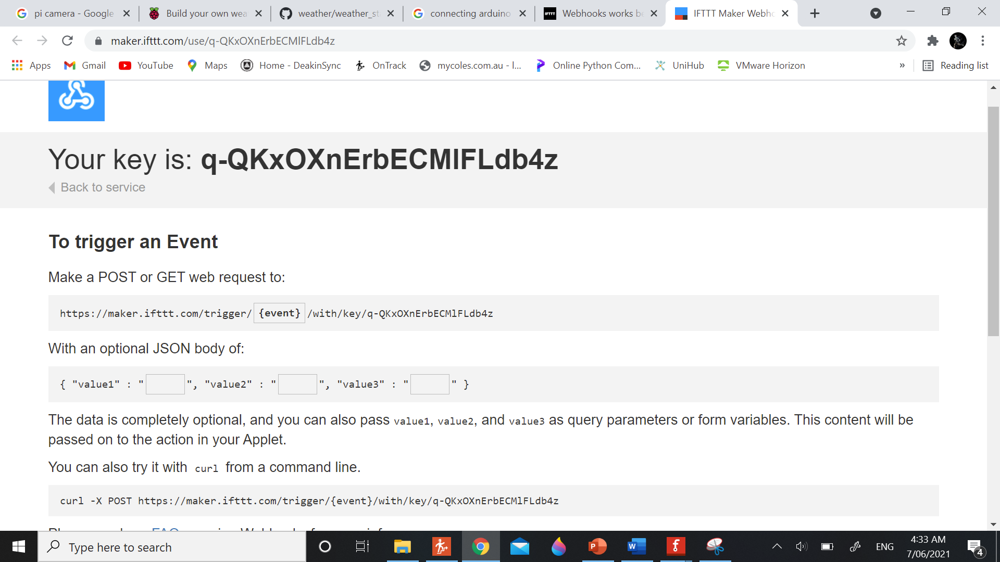 pi camera - Google
Build your own wea
weather/weather_st
connecting arduino
IFTTT
Webhooks works be
IFTTT Maker Webho
maker.ifttt.com/use/q-QKxOXnErbECMlFLdb4z
Apps
Gmail
YouTube
Maps
Home - DeakinSync
OnTrack
mycoles.com.au - l...
Online Python Com...
UniHub
VMware Horizon
»
Reading list
Your key is: q-QKxOXnErbECMlFLdb4z
Back to service
To trigger an Event
Make a POST or GET web request to:
https://maker.ifttt.com/trigger/ {event} /with/key/q-QKxOXnErbECMlFLdb4z
With an optional JSON body of:
{ "value1" : " ", "value2" : " ", "value3" : " " }
The data is completely optional, and you can also pass value1, value2, and value3 as query parameters or form variables. This content will be
passed on to the action in your Applet.
You can also try it with curl from a command line.
curl -X POST https://maker.ifttt.com/trigger/{event}/with/key/q-QKxOXnErbECMlFLdb4z
Type here to search
ENG
4:33 AM
7/06/2021
4